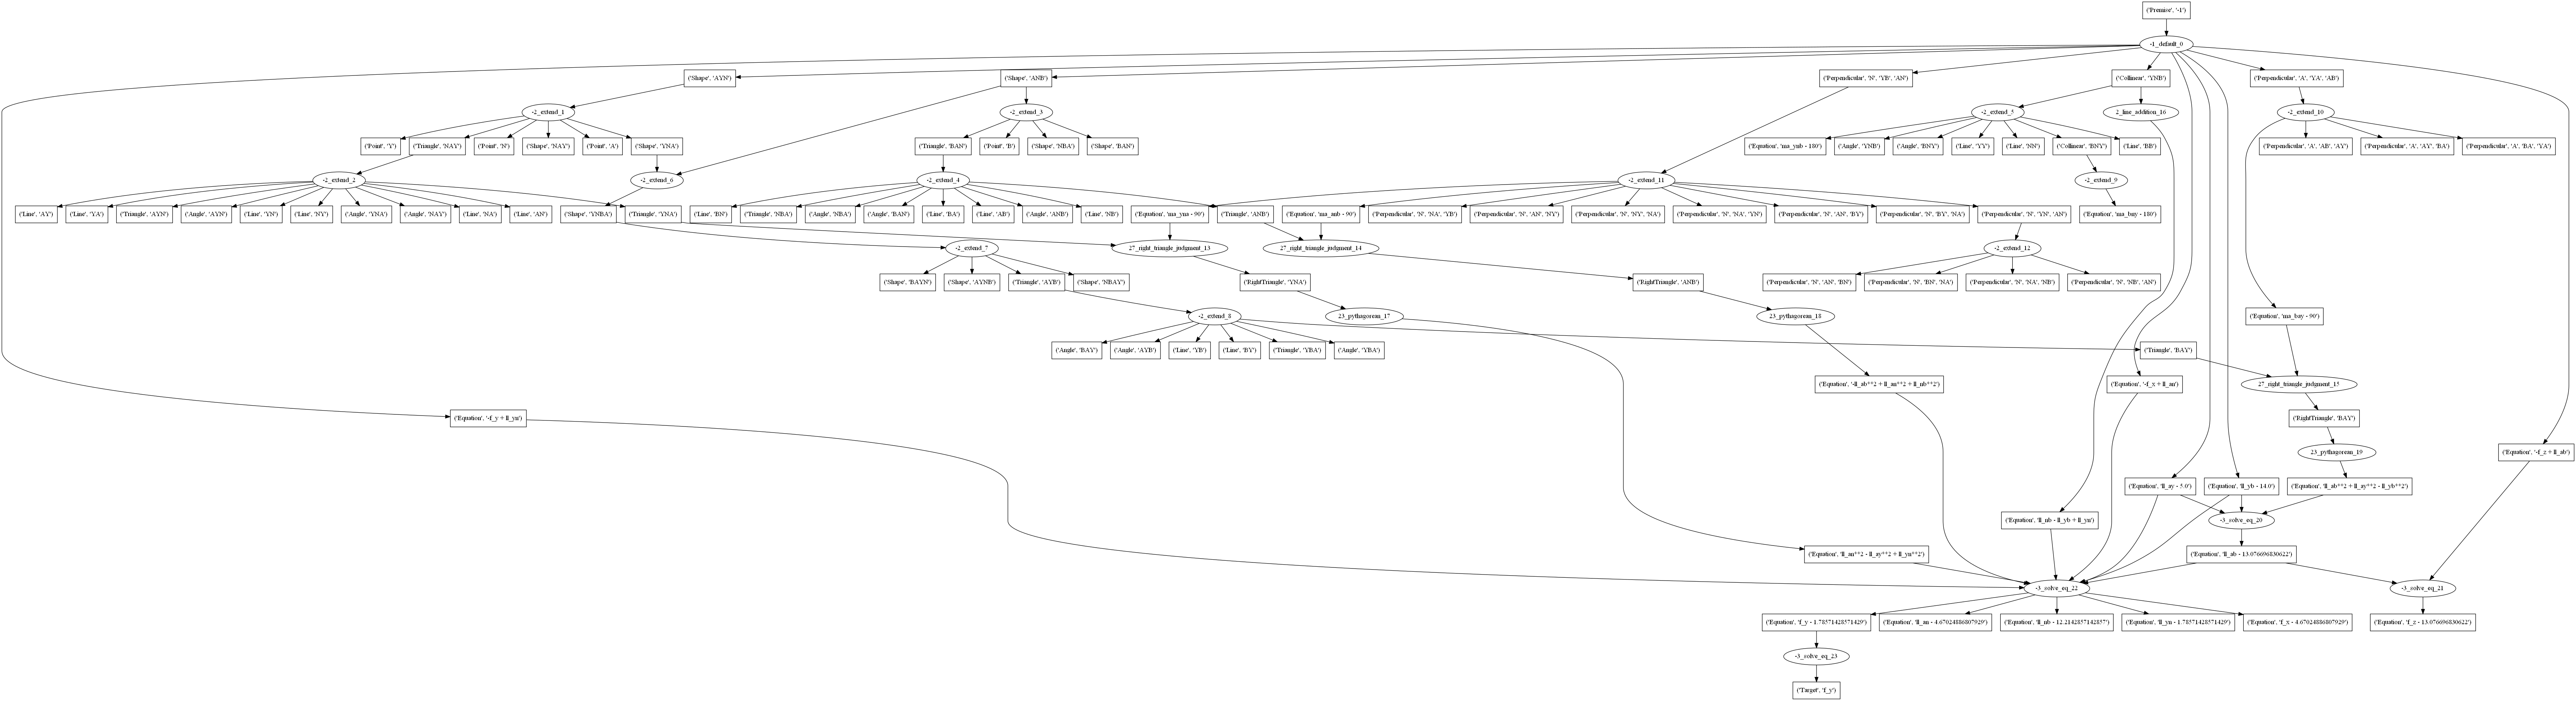 ('Premise', '-1')
-1_default_0
('Shape', 'AYN')
('Shape', 'ANB')
('Perpendicular', 'N', 'YB', 'AN')
('Collinear', 'YNB')
('Perpendicular', 'A', 'YA', 'AB')
-2_extend_1
-2_extend_3
-2_extend_5
2_line_addition_16
-2_extend_10
('Point', 'Y')
('Triangle', 'NAY')
('Point', 'N')
('Shape', 'NAY')
('Point', 'A')
('Shape', 'YNA')
('Triangle', 'BAN')
('Point', 'B')
('Shape', 'NBA')
('Shape', 'BAN')
('Equation', 'ma_ynb - 180')
('Angle', 'YNB')
('Angle', 'BNY')
('Line', 'YY')
('Line', 'NN')
('Collinear', 'BNY')
('Line', 'BB')
('Perpendicular', 'A', 'AB', 'AY')
('Perpendicular', 'A', 'AY', 'BA')
('Perpendicular', 'A', 'BA', 'YA')
-2_extend_2
-2_extend_6
-2_extend_4
-2_extend_11
-2_extend_9
('Line', 'AY')
('Line', 'YA')
('Triangle', 'AYN')
('Angle', 'AYN')
('Line', 'YN')
('Line', 'NY')
('Angle', 'YNA')
('Angle', 'NAY')
('Line', 'NA')
('Line', 'AN')
('Shape', 'YNBA')
('Triangle', 'YNA')
('Line', 'BN')
('Triangle', 'NBA')
('Angle', 'NBA')
('Angle', 'BAN')
('Line', 'BA')
('Line', 'AB')
('Angle', 'ANB')
('Line', 'NB')
('Equation', 'ma_yna - 90')
('Triangle', 'ANB')
('Equation', 'ma_anb - 90')
('Perpendicular', 'N', 'NA', 'YB')
('Perpendicular', 'N', 'AN', 'NY')
('Perpendicular', 'N', 'NY', 'NA')
('Perpendicular', 'N', 'NA', 'YN')
('Perpendicular', 'N', 'AN', 'BY')
('Perpendicular', 'N', 'BY', 'NA')
('Perpendicular', 'N', 'YN', 'AN')
('Equation', 'ma_bny - 180')
-2_extend_7
27_right_triangle_judgment_13
27_right_triangle_judgment_14
-2_extend_12
('Shape', 'BAYN')
('Shape', 'AYNB')
('Triangle', 'AYB')
('Shape', 'NBAY')
('RightTriangle', 'YNA')
('RightTriangle', 'ANB')
('Perpendicular', 'N', 'AN', 'BN')
('Perpendicular', 'N', 'BN', 'NA')
('Perpendicular', 'N', 'NA', 'NB')
('Perpendicular', 'N', 'NB', 'AN')
-2_extend_8
23_pythagorean_17
23_pythagorean_18
('Equation', 'ma_bay - 90')
('Angle', 'BAY')
('Angle', 'AYB')
('Line', 'YB')
('Line', 'BY')
('Triangle', 'YBA')
('Angle', 'YBA')
('Triangle', 'BAY')
('Equation', '-ll_ab**2 + ll_an**2 + ll_nb**2')
('Equation', '-f_x + ll_an')
27_right_triangle_judgment_15
('Equation', '-f_y + ll_yn')
('RightTriangle', 'BAY')
23_pythagorean_19
('Equation', '-f_z + ll_ab')
('Equation', 'll_ay - 5.0')
('Equation', 'll_yb - 14.0')
('Equation', 'll_ab**2 + ll_ay**2 - ll_yb**2')
('Equation', 'll_nb - ll_yb + ll_yn')
-3_solve_eq_20
('Equation', 'll_an**2 - ll_ay**2 + ll_yn**2')
('Equation', 'll_ab - 13.076696830622')
-3_solve_eq_22
-3_solve_eq_21
('Equation', 'f_y - 1.78571428571429')
('Equation', 'll_an - 4.67024886807929')
('Equation', 'll_nb - 12.2142857142857')
('Equation', 'll_yn - 1.78571428571429')
('Equation', 'f_x - 4.67024886807929')
('Equation', 'f_z - 13.076696830622')
-3_solve_eq_23
('Target', 'f_y')